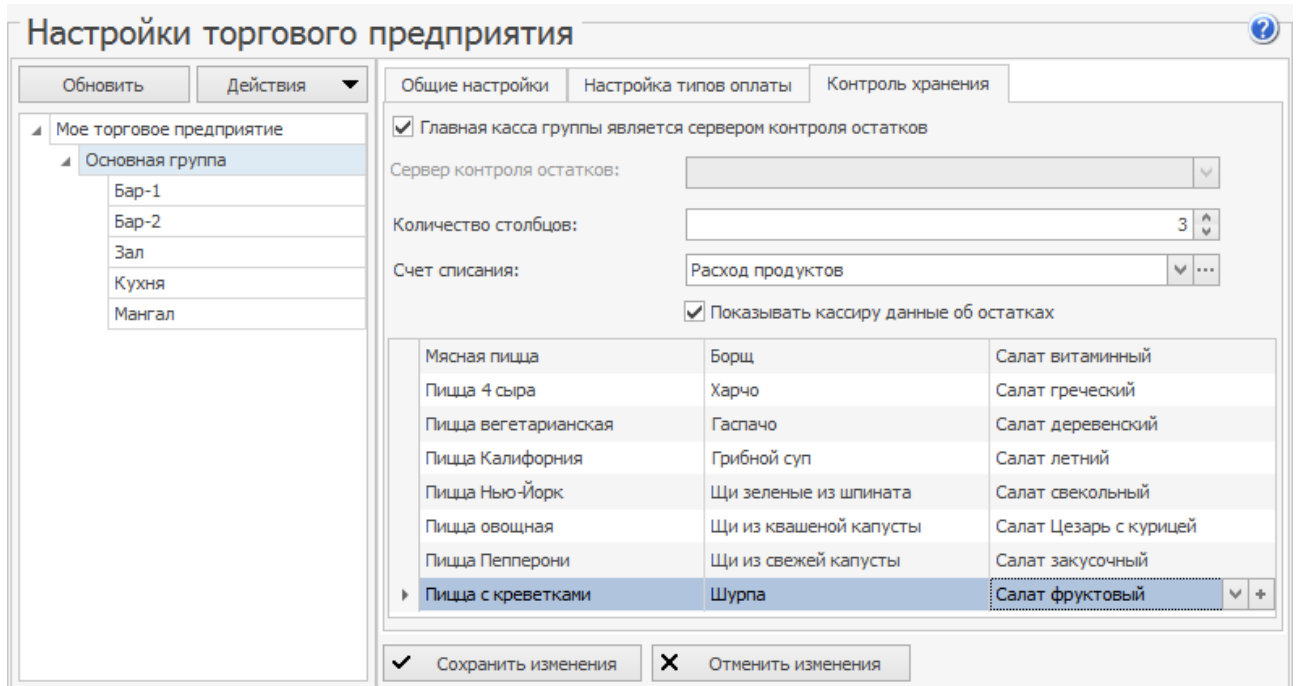 Настройки торгового предприятия
?
Обновить
Действия
Мое торговое предприятие
Основная группа
Бар-1
Бар-2
Зал
Кухня
Мангал
Общие настройки
Настройка типов оплаты
Контроль хранения
Главная касса группы является сервером контроля остатков
Сервер контроля остатков:
Количество столбцов: 3
Счет списания: Расход продуктов
Показывать кассиру данные об остатках
Мясная пицца Борщ Салат витаминный
Пицца 4 сыра Харчо Салат греческий
Пицца вегетарианская Гаспачо Салат деревенский
Пицца Калифорния Грибной суп Салат летний
Пицца Нью-Йорк Щи зеленые из шпината Салат свекольный
Пицца овощная Щи из квашеной капусты Салат Цезарь с курицей
Пицца Пепперони Щи из свежей капусты Салат закусочный
Пицца с креветками Шурпа Салат фруктовый
Сохранить изменения
Отменить изменения